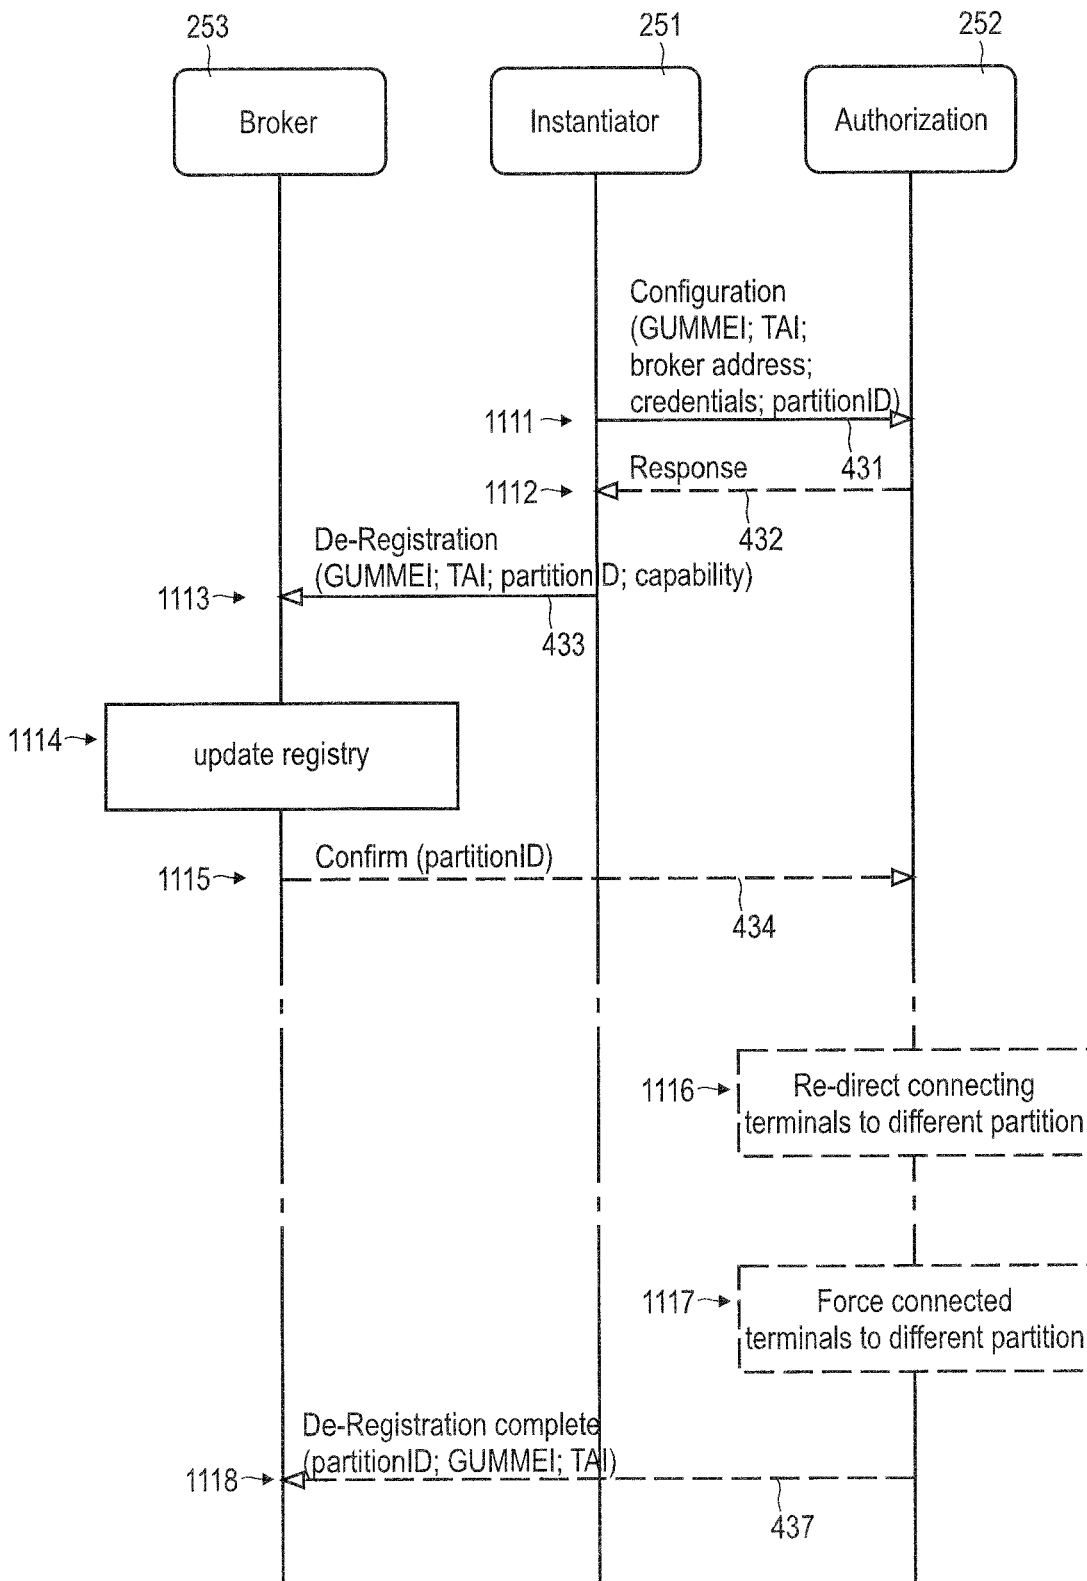 253
251
252
Broker
Instantiator
Authorization
Configuration
(GUMMEI; TAI;
broker address;
credentials; partitionID)
1111
431
Response
1112
432
De-Registration
(GUMMEI; TAI; partitionID; capability)
1113
433
1114
update registry
Confirm (partitionID)
1115
434
1116
Re-direct connecting
terminals to different partition
1117
Force connected
terminals to different partition
De-Registration complete
(partitionID; GUMMEI; TAI)
1118
437